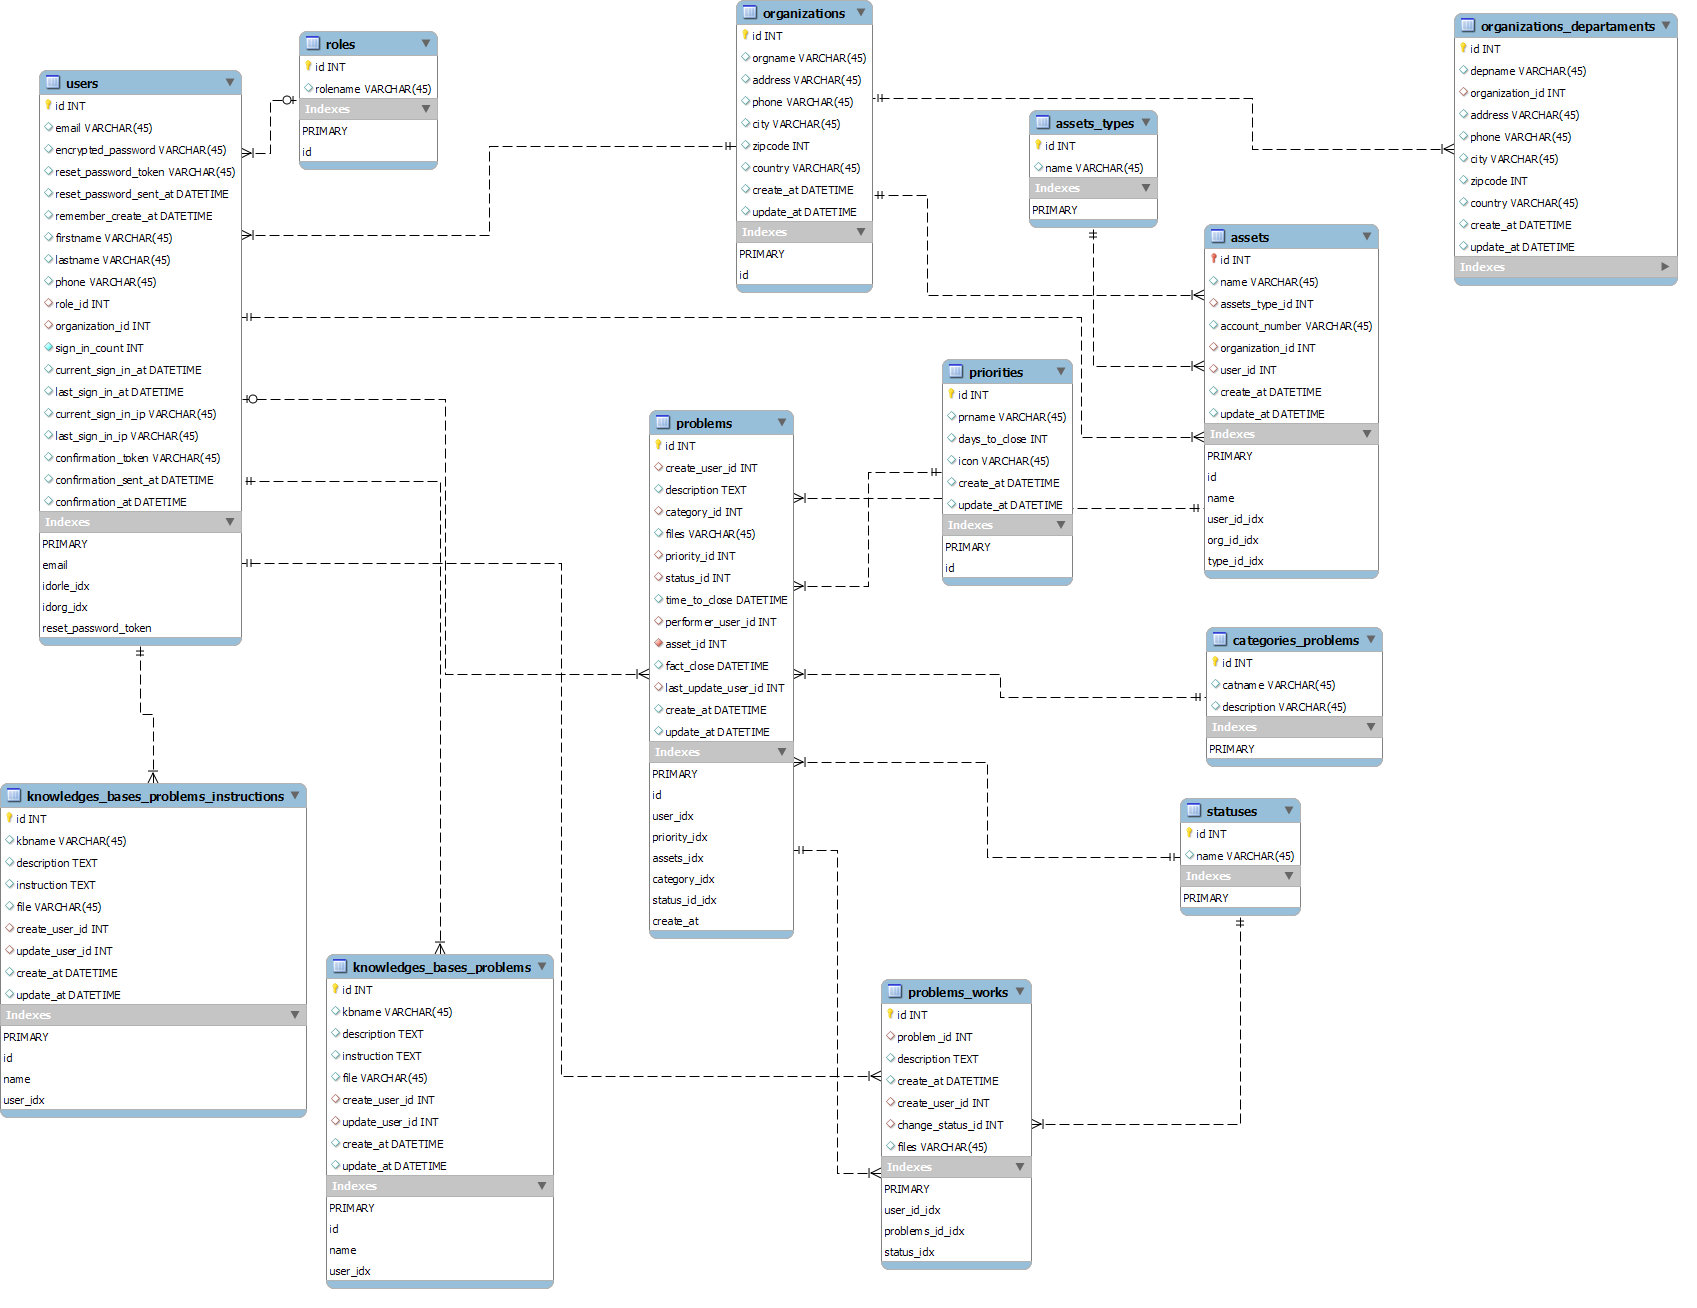 users
id INT
email VARCHAR(45)
encrypted_password VARCHAR(45)
reset_password_token VARCHAR(45)
reset_password_sent_at DATETIME
remember_create_at DATETIME
firstname VARCHAR(45)
lastname VARCHAR(45)
phone VARCHAR(45)
role_id INT
organization_id INT
sign_in_count INT
current_sign_in_at DATETIME
last_sign_in_at DATETIME
current_sign_in_ip VARCHAR(45)
last_sign_in_ip VARCHAR(45)
confirmation_token VARCHAR(45)
confirmation_sent_at DATETIME
confirmation_at DATETIME
Indexes
PRIMARY
email
idorle_idx
idorg_idx
reset_password_token
roles
id INT
rolename VARCHAR(45)
Indexes
PRIMARY
id
organizations
id INT
orgname VARCHAR(45)
address VARCHAR(45)
phone VARCHAR(45)
city VARCHAR(45)
zipcode INT
country VARCHAR(45)
create_at DATETIME
update_at DATETIME
Indexes
PRIMARY
id
organizations_departaments
id INT
depname VARCHAR(45)
organization_id INT
address VARCHAR(45)
phone VARCHAR(45)
city VARCHAR(45)
zipcode INT
country VARCHAR(45)
create_at DATETIME
update_at DATETIME
Indexes
assets_types
id INT
name VARCHAR(45)
Indexes
PRIMARY
assets
id INT
name VARCHAR(45)
assets_type_id INT
account_number VARCHAR(45)
organization_id INT
user_id INT
create_at DATETIME
update_at DATETIME
Indexes
PRIMARY
id
name
user_id_idx
org_id_idx
type_id_idx
priorities
id INT
prname VARCHAR(45)
days_to_close INT
icon VARCHAR(45)
create_at DATETIME
update_at DATETIME
Indexes
PRIMARY
id
problems
id INT
create_user_id INT
description TEXT
category_id INT
files VARCHAR(45)
priority_id INT
status_id INT
time_to_close DATETIME
performer_user_id INT
asset_id INT
fact_close DATETIME
last_update_user_id INT
create_at DATETIME
update_at DATETIME
Indexes
PRIMARY
id
user_idx
priority_idx
assets_idx
category_idx
status_id_idx
create_at
categories_problems
id INT
catname VARCHAR(45)
description VARCHAR(45)
Indexes
PRIMARY
statuses
id INT
name VARCHAR(45)
Indexes
PRIMARY
knowledges_bases_problems_instructions
id INT
kbname VARCHAR(45)
description TEXT
instruction TEXT
file VARCHAR(45)
create_user_id INT
update_user_id INT
create_at DATETIME
update_at DATETIME
Indexes
PRIMARY
id
name
user_idx
knowledges_bases_problems
id INT
kbname VARCHAR(45)
description TEXT
instruction TEXT
file VARCHAR(45)
create_user_id INT
update_user_id INT
create_at DATETIME
update_at DATETIME
Indexes
PRIMARY
id
name
user_idx
problems_works
id INT
problem_id INT
description TEXT
create_at DATETIME
create_user_id INT
change_status_id INT
files VARCHAR(45)
Indexes
PRIMARY
user_id_idx
problems_id_idx
status_idx